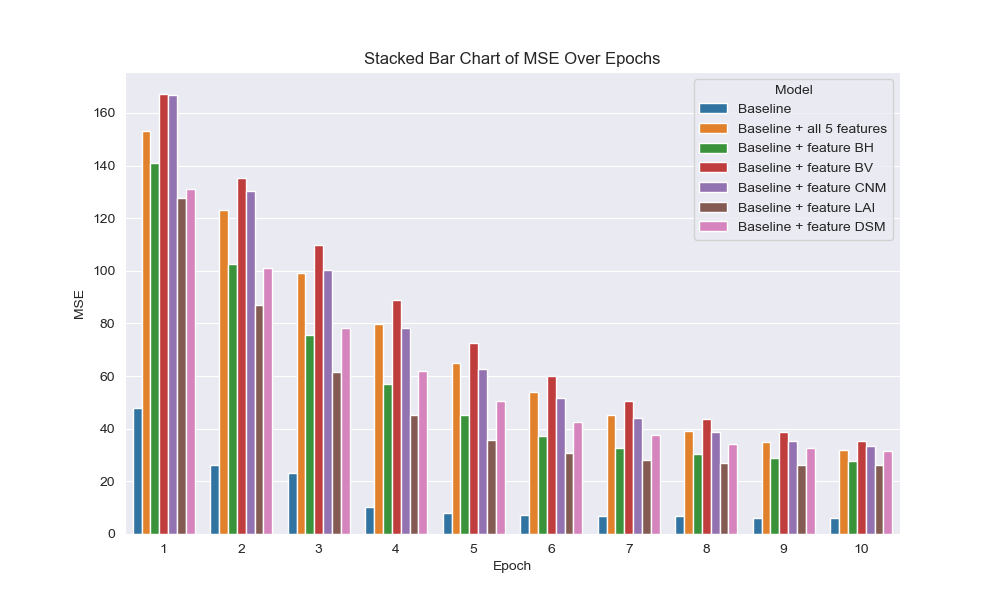 Stacked Bar Chart of MSE Over Epochs
Model
Baseline
Baseline + all 5 features
Baseline + feature BH
Baseline + feature BV
Baseline + feature CNM
Baseline + feature LAI
Baseline + feature DSM
MSE
160
140
120
100
80
60
40
20
0
1 2 3 4 5 6 7 8 9 10
Epoch